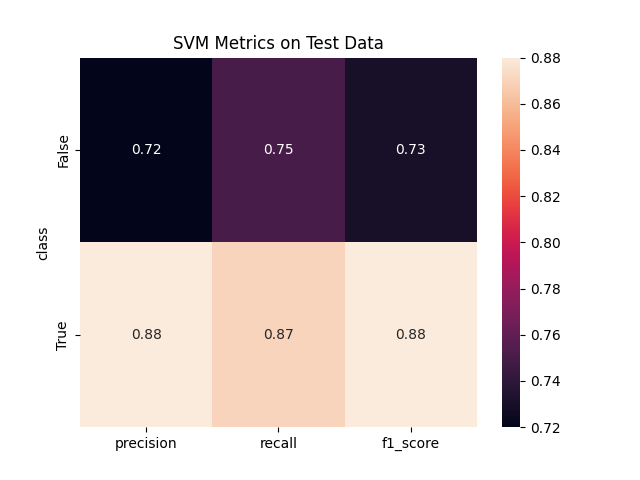 SVM Metrics on Test Data
class
False
0.72 0.75 0.73
True
0.88 0.87 0.88
precision recall f1_score
0.88
0.86
0.84
0.82
0.80
0.78
0.76
0.74
0.72